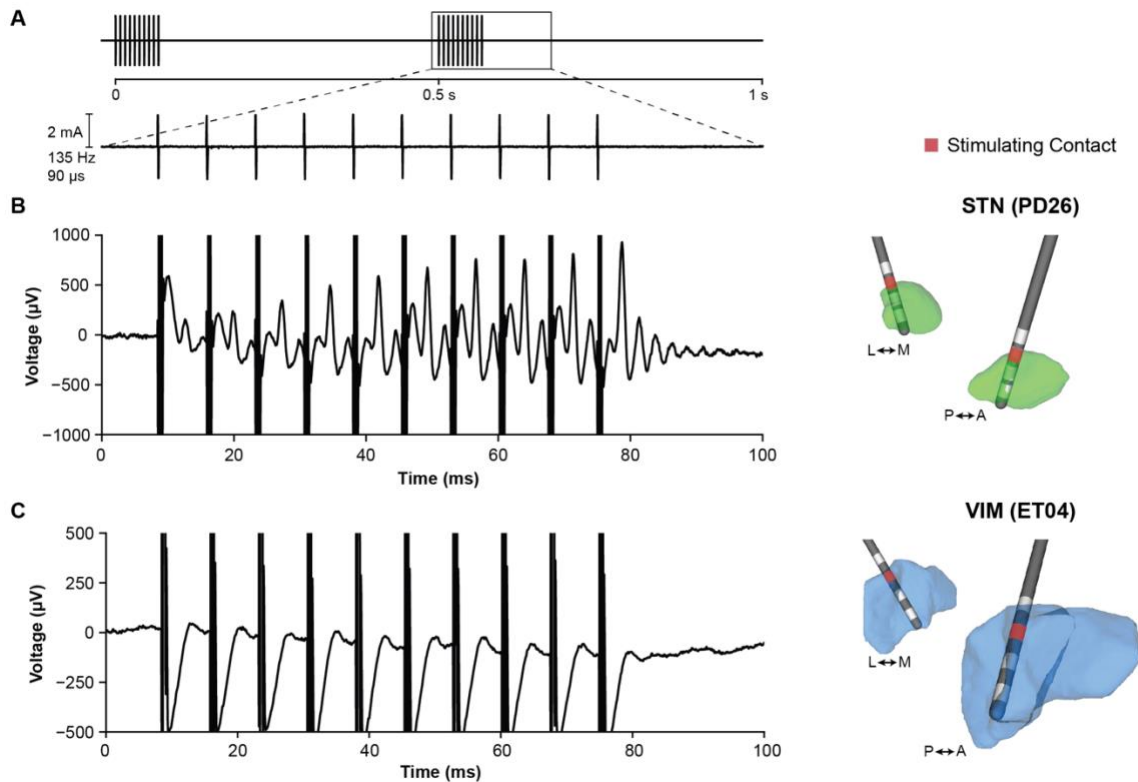 A
0
0.5 s
1 s
2 mA
135 Hz
90 µs
Stimulating Contact
B
STN (PD26)
1000
500
0
−500
−1000
Voltage (µV)
0
20
40
60
80
100
Time (ms)
L↔M
P↔A
C
VIM (ET04)
500
250
0
−250
−500
Voltage (µV)
0
20
40
60
80
100
Time (ms)
L↔M
P↔A